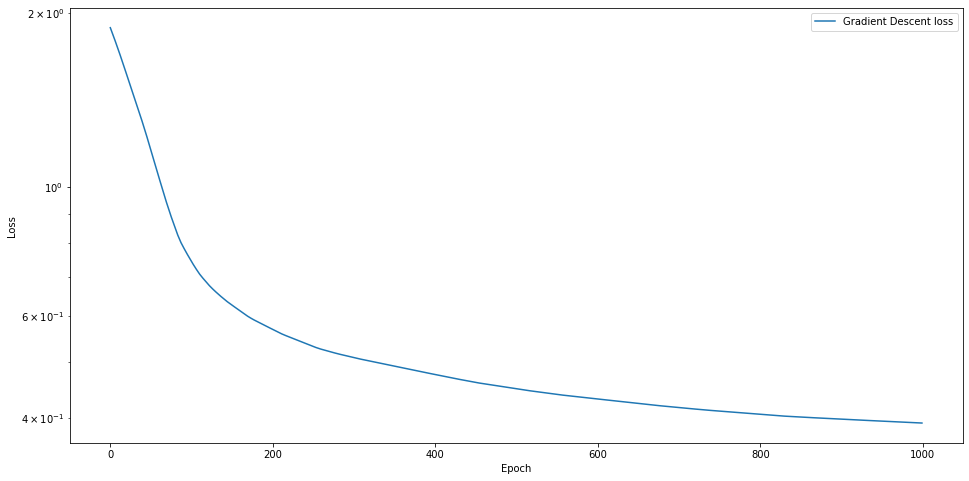 2 × 10⁰
Gradient Descent loss
10⁰
Loss
6 × 10⁻¹
4 × 10⁻¹
0 200 400 600 800 1000
Epoch